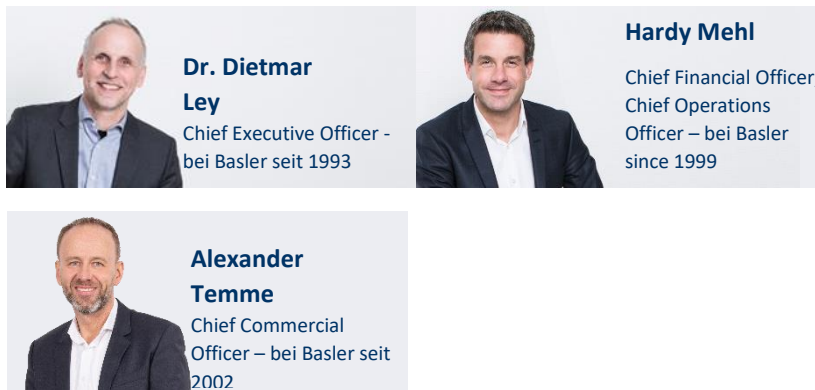 Dr. Dietmar
Ley
Chief Executive Officer -
bei Basler seit 1993
Hardy Mehl
Chief Financial Officer,
Chief Operations
Officer – bei Basler
since 1999
Alexander
Temme
Chief Commercial
Officer – bei Basler seit
2002